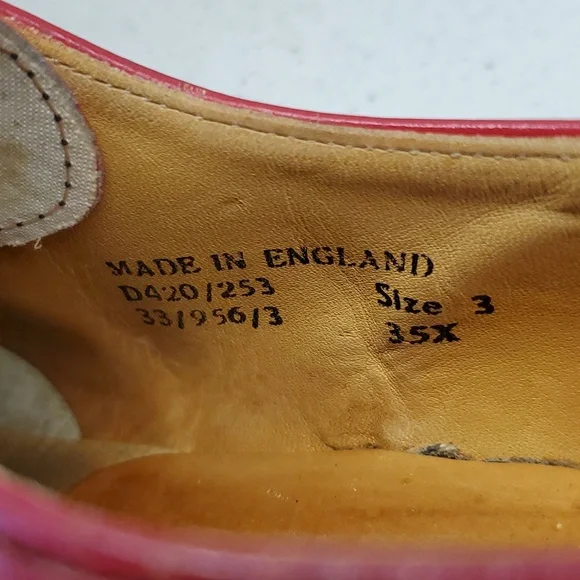 MADE IN ENGLAND
D420/253 Size 3
33/956/3 35X